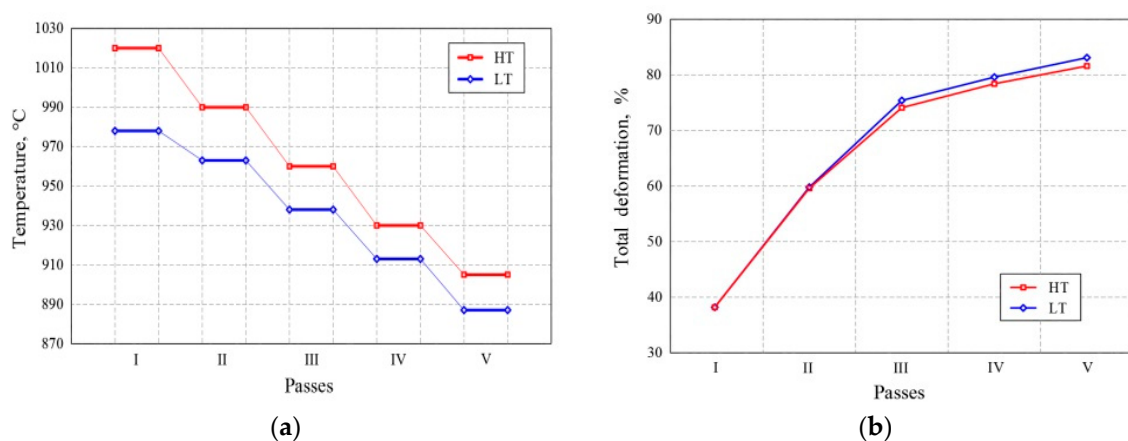 1030
1010
990
970
950
930
910
890
870
Temperature, °C
HT
LT
I II III IV V
Passes
(a)
90
80
70
60
50
40
30
Total deformation, %
HT
LT
I II III IV V
Passes
(b)